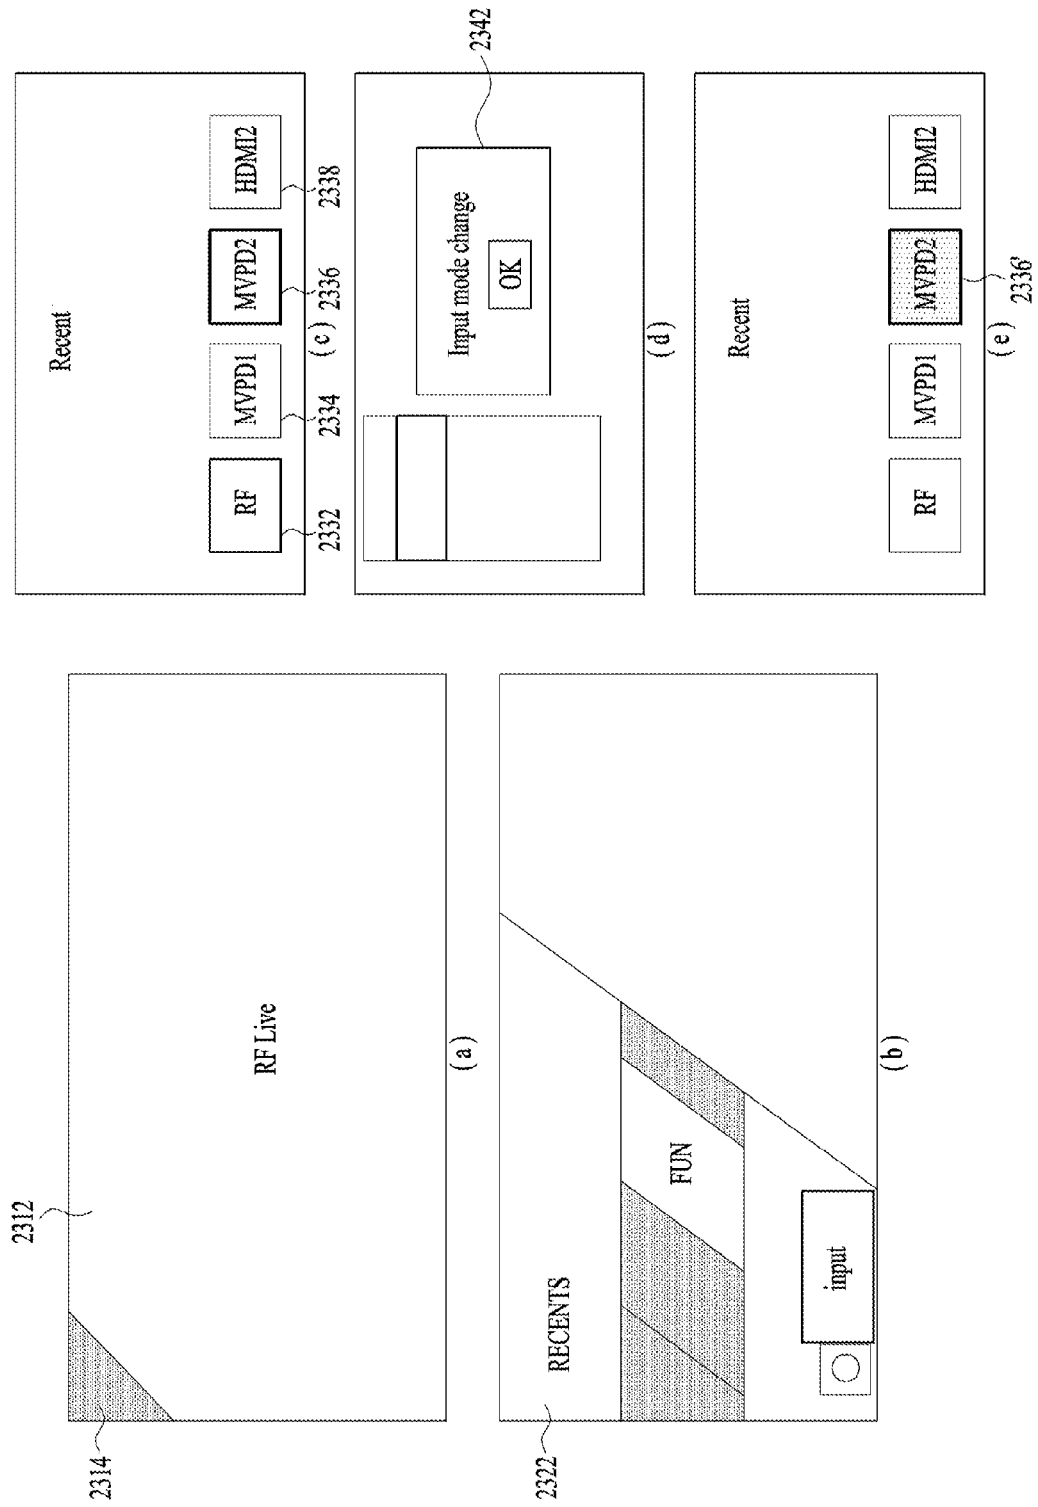 2312
2314
RF Live
(a)
2322
RECENTS
FUN
input
(b)
Recent
RF
MVPD1
MVPD2
HDMI2
2332
2334
2336
2338
(c)
2342
Input mode change
OK
(d)
Recent
RF
MVPD1
MVPD2
HDMI2
2336'
(e)